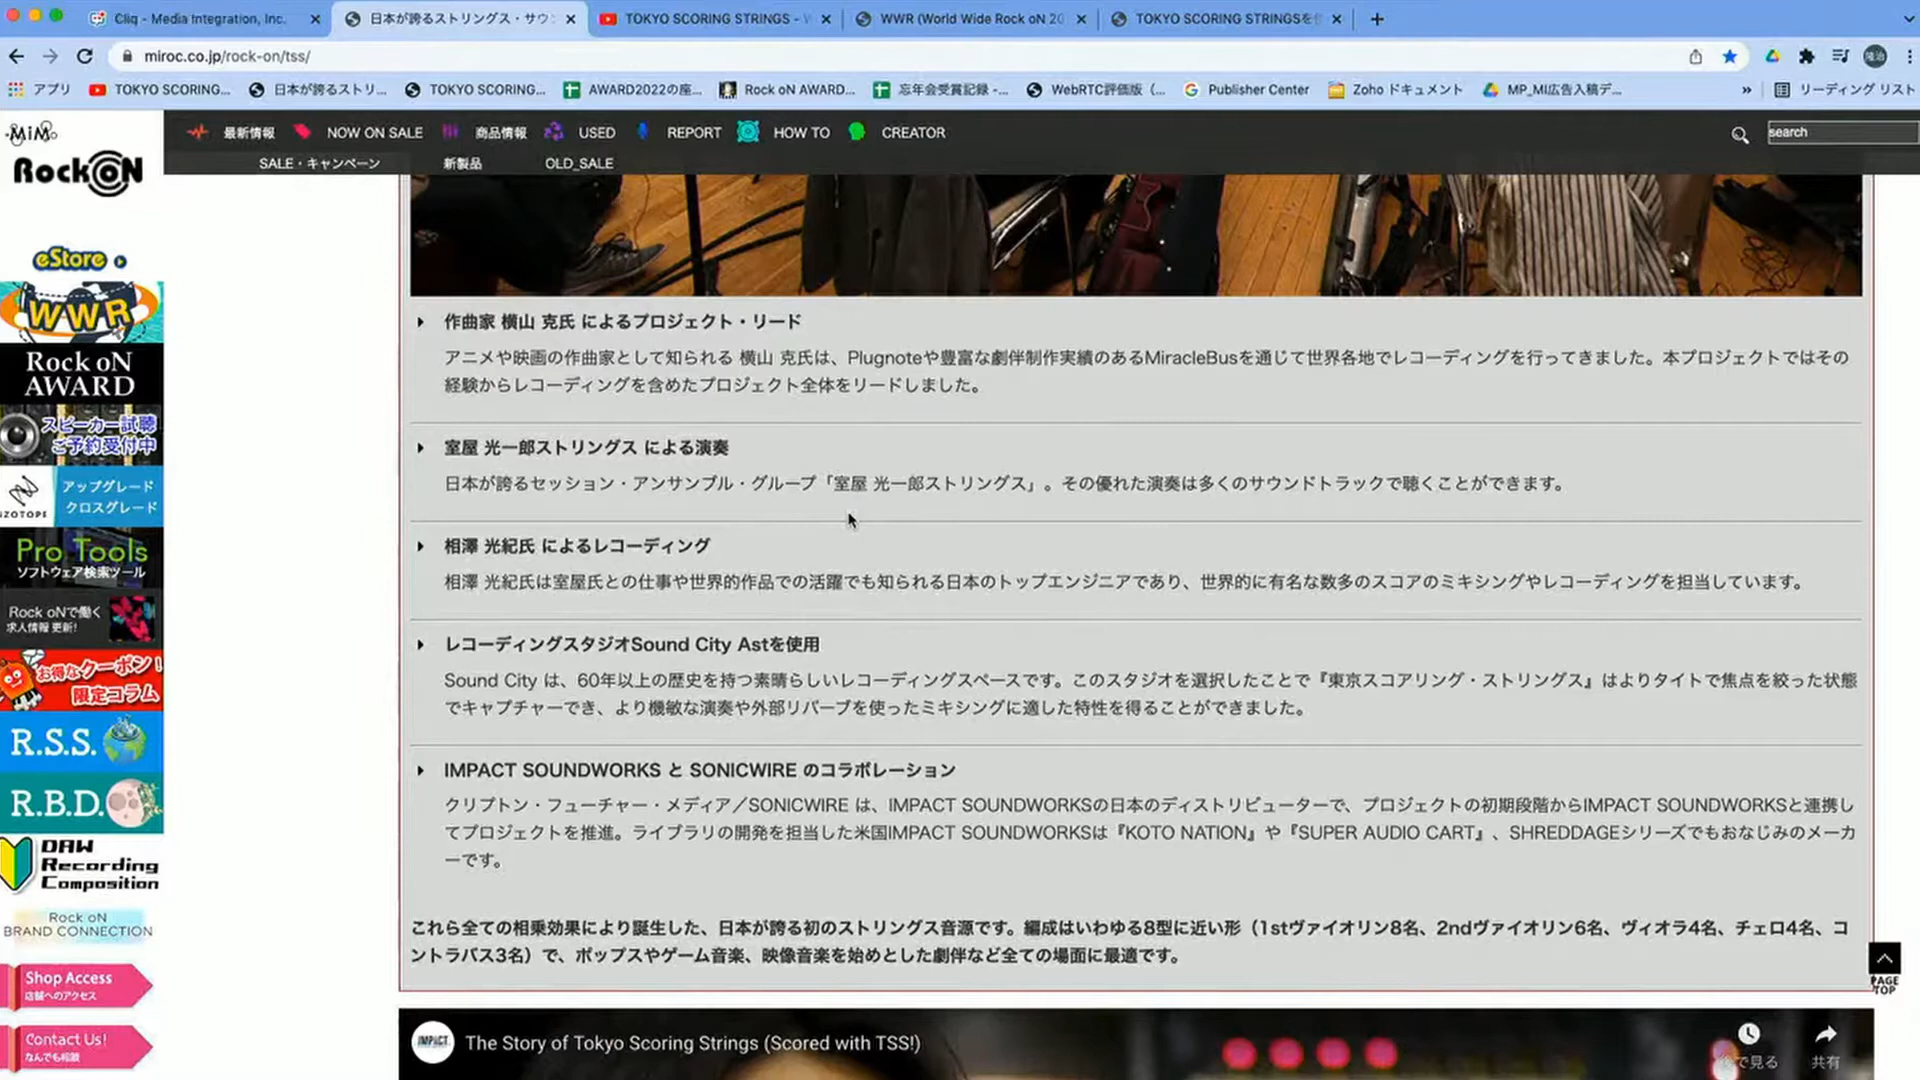 Cliq - Media Integration, Inc.
日本が誇るストリングス・サウ
TOKYO SCORING STRINGS -
WWR (World Wide Rock oN 20
TOKYO SCORING STRINGSを
miroc.co.jp/rock-on/tss/
アプリ
TOKYO SCORING...
日本が誇るストリ...
TOKYO SCORING...
AWARD2022の座...
Rock oN AWARD...
忘年会受賞記録 -...
WebRTC評価版 (...
Publisher Center
Zoho ドキュメント
MP_MI広告入稿デ...
»
リーディング リスト
MiM
Rock oN
最新情報
NOW ON SALE
商品情報
USED
REPORT
HOW TO
CREATOR
search
SALE・キャンペーン
新製品
OLD_SALE
eStore
WWR
Rock oN
AWARD
スピーカー試聴
ご予約受付中
iZOTOPE
アップグレード
クロスグレード
Pro Tools
ソフトウェア検索ツール
Rock oNで働く
求人情報 更新!
お得なクーポン!
限定コラム
R.S.S.
R.B.D.
DAW
Recording
Composition
Rock oN
BRAND CONNECTION
Shop Access
店舗へのアクセス
Contact Us!
なんでも相談
作曲家 横山 克氏 によるプロジェクト・リード
アニメや映画の作曲家として知られる 横山 克氏は、Plugnoteや豊富な劇伴制作実績のあるMiracleBusを通じて世界各地でレコーディングを行ってきました。本プロジェクトではその
経験からレコーディングを含めたプロジェクト全体をリードしました。
室屋 光一郎ストリングス による演奏
日本が誇るセッション・アンサンブル・グループ「室屋 光一郎ストリングス」。その優れた演奏は多くのサウンドトラックで聴くことができます。
相澤 光紀氏 によるレコーディング
相澤 光紀氏は室屋氏との仕事や世界的作品での活躍でも知られる日本のトップエンジニアであり、世界的に有名な数多のスコアのミキシングやレコーディングを担当しています。
レコーディングスタジオSound City Astを使用
Sound City は、60年以上の歴史を持つ素晴らしいレコーディングスペースです。このスタジオを選択したことで『東京スコアリング・ストリングス』はよりタイトで焦点を絞った状態
でキャプチャーでき、より機敏な演奏や外部リバーブを使ったミキシングに適した特性を得ることができました。
IMPACT SOUNDWORKS と SONICWIRE のコラボレーション
クリプトン・フューチャー・メディア／SONICWIRE は、IMPACT SOUNDWORKSの日本のディストリビューターで、プロジェクトの初期段階からIMPACT SOUNDWORKSと連携し
てプロジェクトを推進。ライブラリの開発を担当した米国IMPACT SOUNDWORKSは『KOTO NATION』や『SUPER AUDIO CART』、SHREDDAGEシリーズでもおなじみのメーカ
ーです。
これら全ての相乗効果により誕生した、日本が誇る初のストリングス音源です。編成はいわゆる8型に近い形（1stヴァイオリン8名、2ndヴァイオリン6名、ヴィオラ4名、チェロ4名、コ
ントラバス3名）で、ポップスやゲーム音楽、映像音楽を始めとした劇伴など全ての場面に最適です。
PAGE
TOP
IMPACT
The Story of Tokyo Scoring Strings (Scored with TSS!)
後で見る
共有